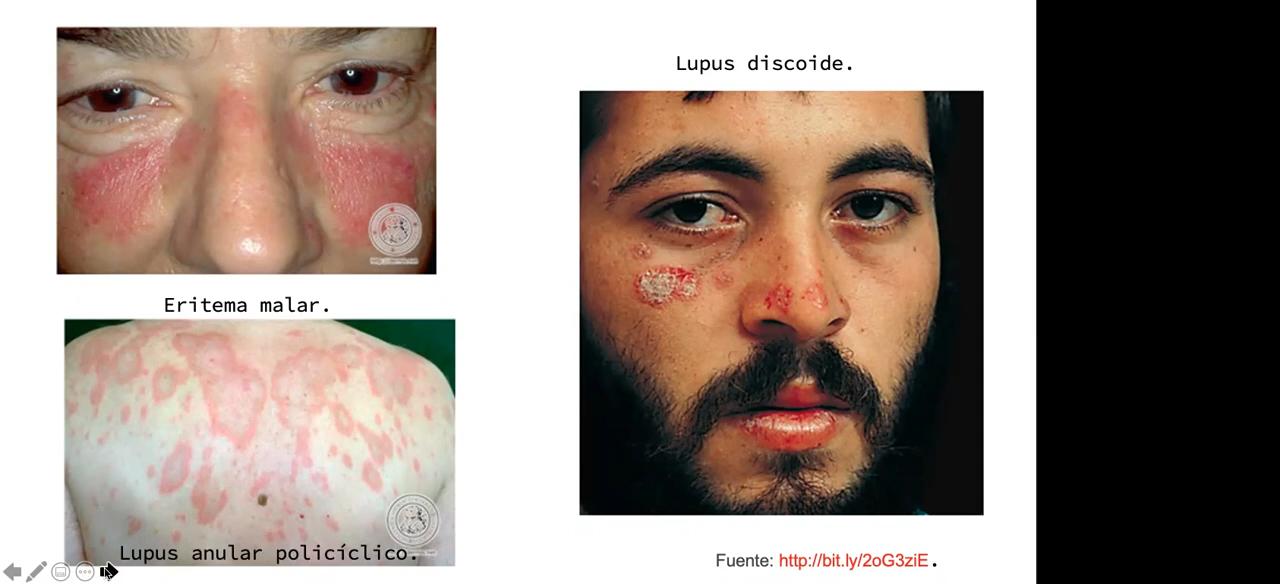 Eritema malar.
Lupus anular policíclico.
Lupus discoide.
Fuente: http://bit.ly/2oG3ziE.